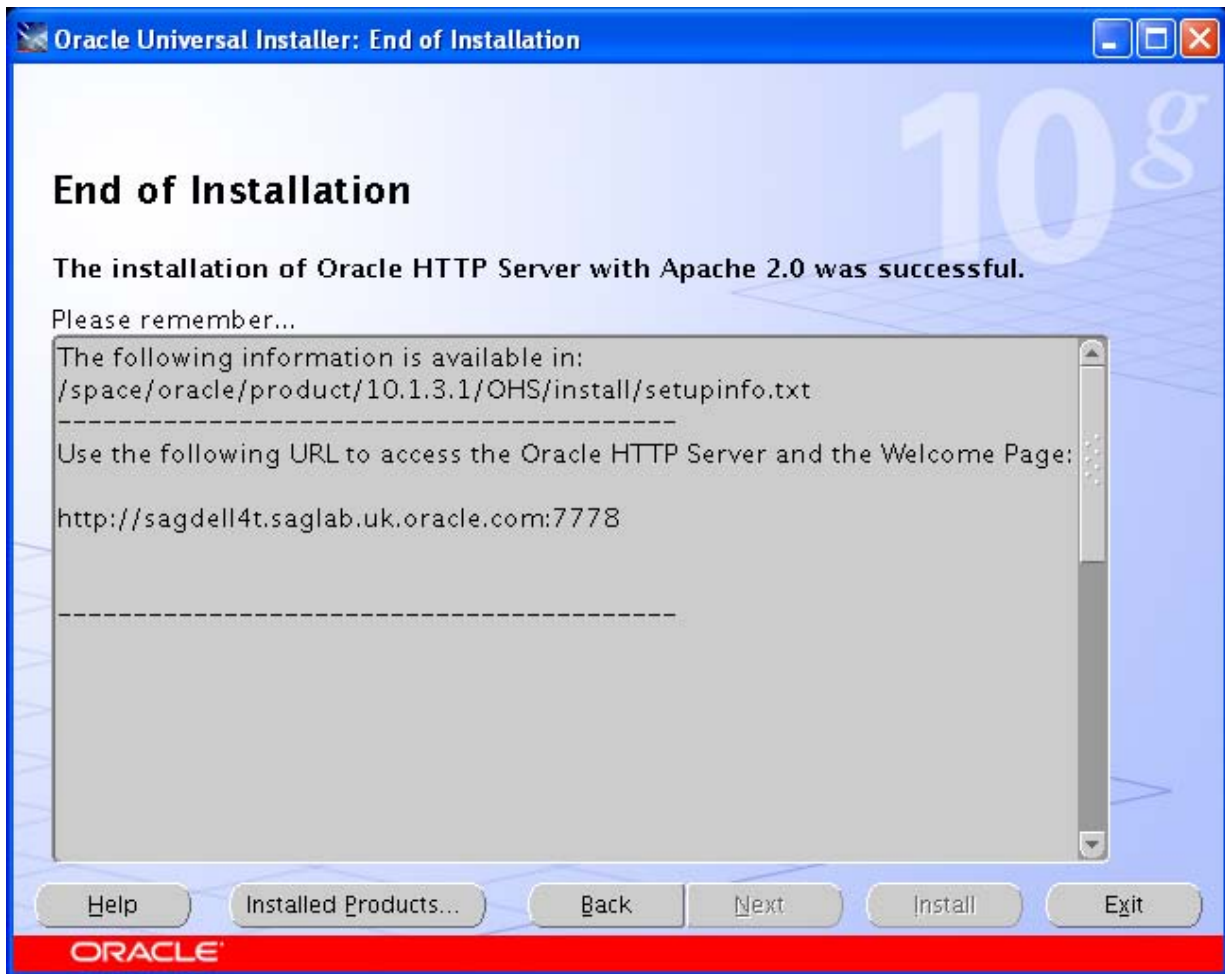 Oracle Universal Installer: End of Installation
10g
End of Installation
The installation of Oracle HTTP Server with Apache 2.0 was successful.
Please remember...
The following information is available in:
/space/oracle/product/10.1.3.1/OHS/install/setupinfo.txt
-----------------------------------------
Use the following URL to access the Oracle HTTP Server and the Welcome Page:
http://sagdell4t.saglab.uk.oracle.com:7778
-----------------------------------------
Help Installed Products... Back Next Install Exit
ORACLE